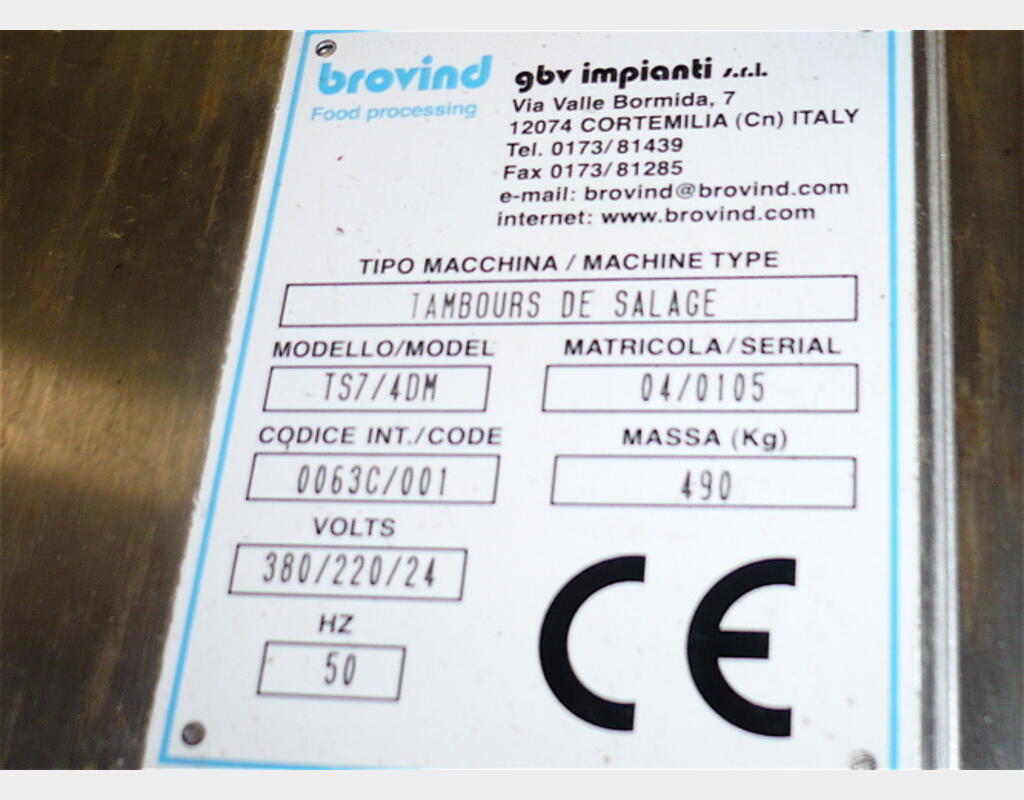 brovind
Food processing
gbv impianti s.r.l.
Via Valle Bormida, 7
12074 CORTEMILIA (Cn) ITALY
Tel. 0173/81439
Fax 0173/81285
e-mail: brovind@brovind.com
internet: www.brovind.com
TIPO MACCHINA / MACHINE TYPE
TAMBOURS DE SALAGE
MODELLO/MODEL MATRICOLA/SERIAL
TS7/4DM 04/0105
CODICE INT./CODE MASSA (Kg)
0063C/001 490
VOLTS
380/220/24
HZ
50
CE